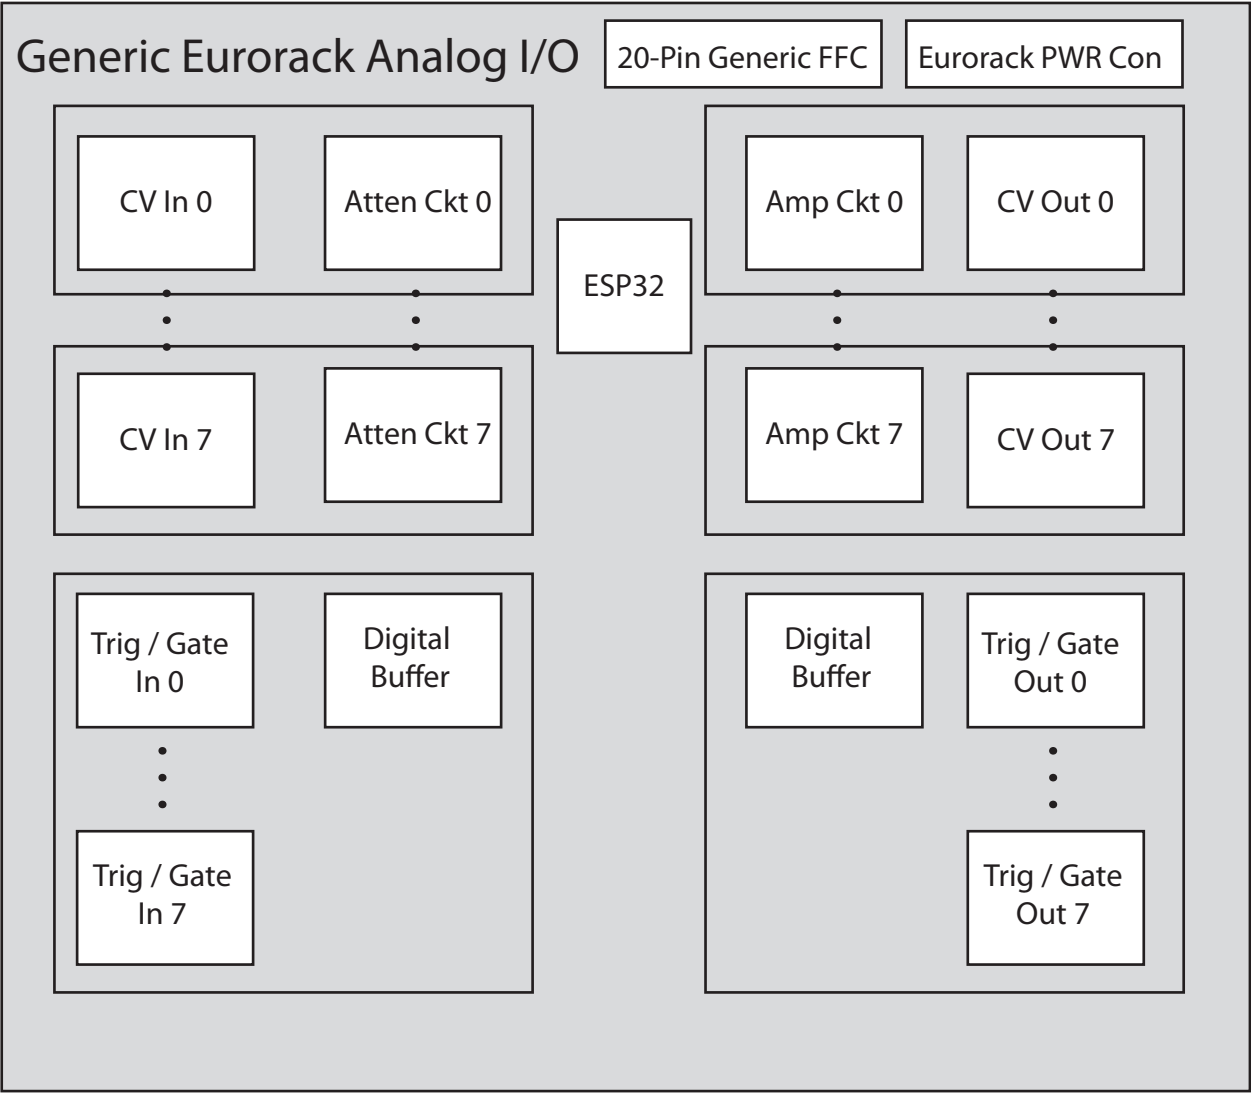 Generic Eurorack Analog I/O
20-Pin Generic FFC
Eurorack PWR Con
CV In 0
Atten Ckt 0
ESP32
Amp Ckt 0
CV Out 0
CV In 7
Atten Ckt 7
Amp Ckt 7
CV Out 7
Trig / Gate
In 0
Digital
Buffer
Digital
Buffer
Trig / Gate
Out 0
Trig / Gate
In 7
Trig / Gate
Out 7